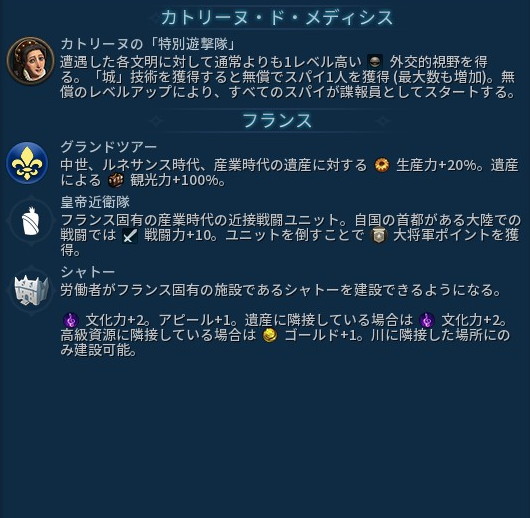 カトリーヌ・ド・メディシス
カトリーヌの「特別遊撃隊」
遭遇した各文明に対して通常よりも1レベル高い 外交的視野を得
る。「城」技術を獲得すると無償でスパイ1人を獲得 (最大数も増加)。無
償のレベルアップにより、すべてのスパイが諜報員としてスタートする。
フランス
グランドツアー
中世、ルネサンス時代、産業時代の遺産に対する 生産力+20%。遺産
による 観光力+100%。
皇帝近衛隊
フランス固有の産業時代の近接戦闘ユニット。自国の首都がある大陸での
戦闘では 戦闘力+10。ユニットを倒すことで 大将軍ポイントを獲
得。
シャトー
労働者がフランス固有の施設であるシャトーを建設できるようになる。
文化力+2。アピール+1。遺産に隣接している場合は 文化力+2。
高級資源に隣接している場合は ゴールド+1。川に隣接した場所にの
み建設可能。